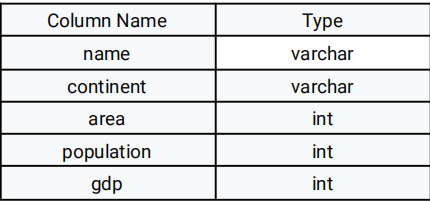 Column Name Type
name varchar
continent varchar
area int
population int
gdp int